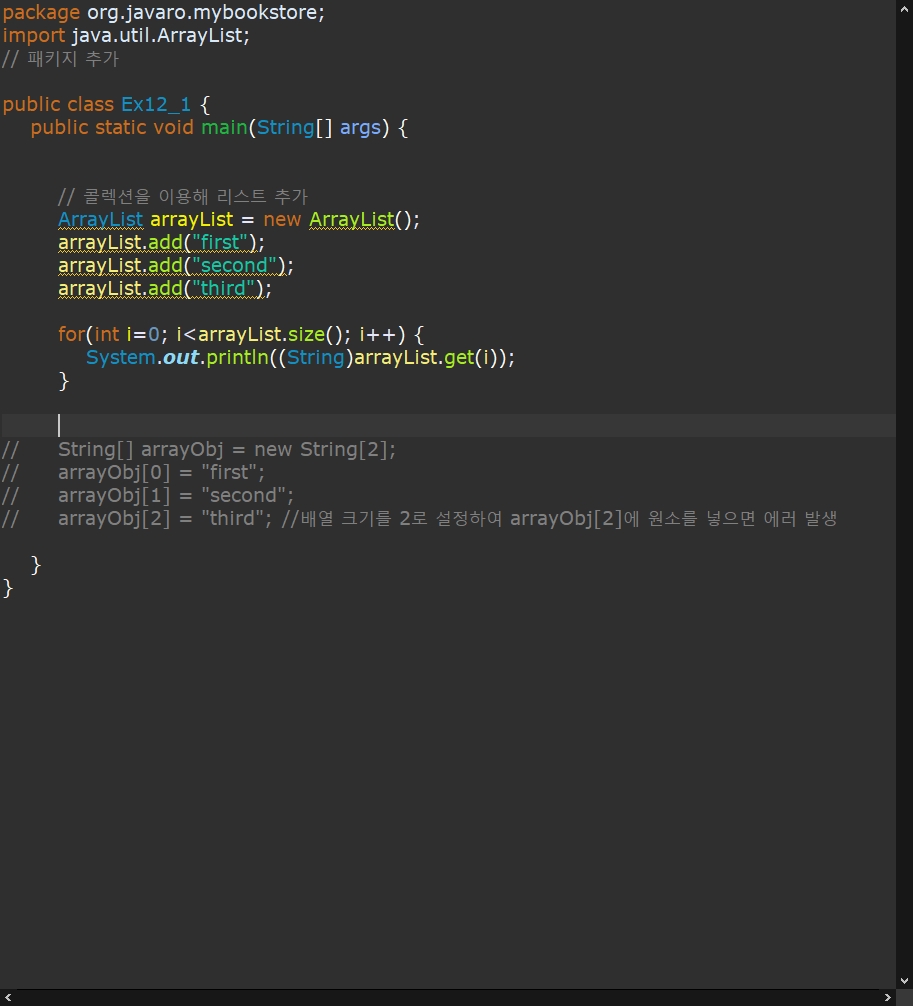 package org.javaro.mybookstore;
import java.util.ArrayList;
// 패키지 추가
public class Ex12_1 {
public static void main(String[] args) {
// 콜렉션을 이용해 리스트 추가
ArrayList arrayList = new ArrayList();
arrayList.add("first");
arrayList.add("second");
arrayList.add("third");
for(int i=0; i<arrayList.size(); i++) {
System.out.println((String)arrayList.get(i));
}
// String[] arrayObj = new String[2];
// arrayObj[0] = "first";
// arrayObj[1] = "second";
// arrayObj[2] = "third"; //배열 크기를 2로 설정하여 arrayObj[2]에 원소를 넣으면 에러 발생
}
}